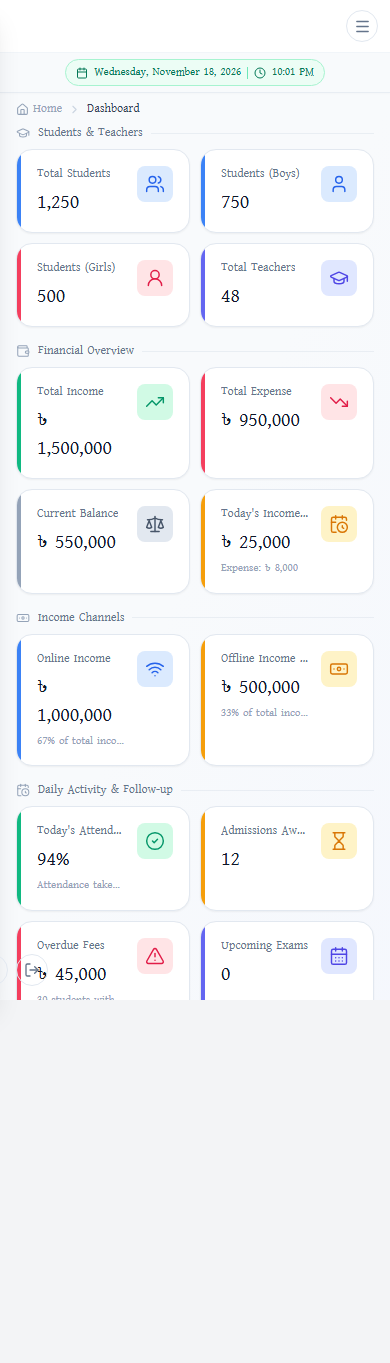 Wednesday, November 18, 2026 | 10:01 PM
Home > Dashboard
Students & Teachers
Total Students
1,250
Students (Boys)
750
Students (Girls)
500
Total Teachers
48
Financial Overview
Total Income
৳
1,500,000
Total Expense
৳ 950,000
Current Balance
৳ 550,000
Today's Income...
৳ 25,000
Expense: ৳ 8,000
Income Channels
Online Income
৳
1,000,000
67% of total inco...
Offline Income ...
৳ 500,000
33% of total inco...
Daily Activity & Follow-up
Today's Attend...
94%
Attendance take...
Admissions Aw...
12
Overdue Fees
৳ 45,000
Upcoming Exams
0